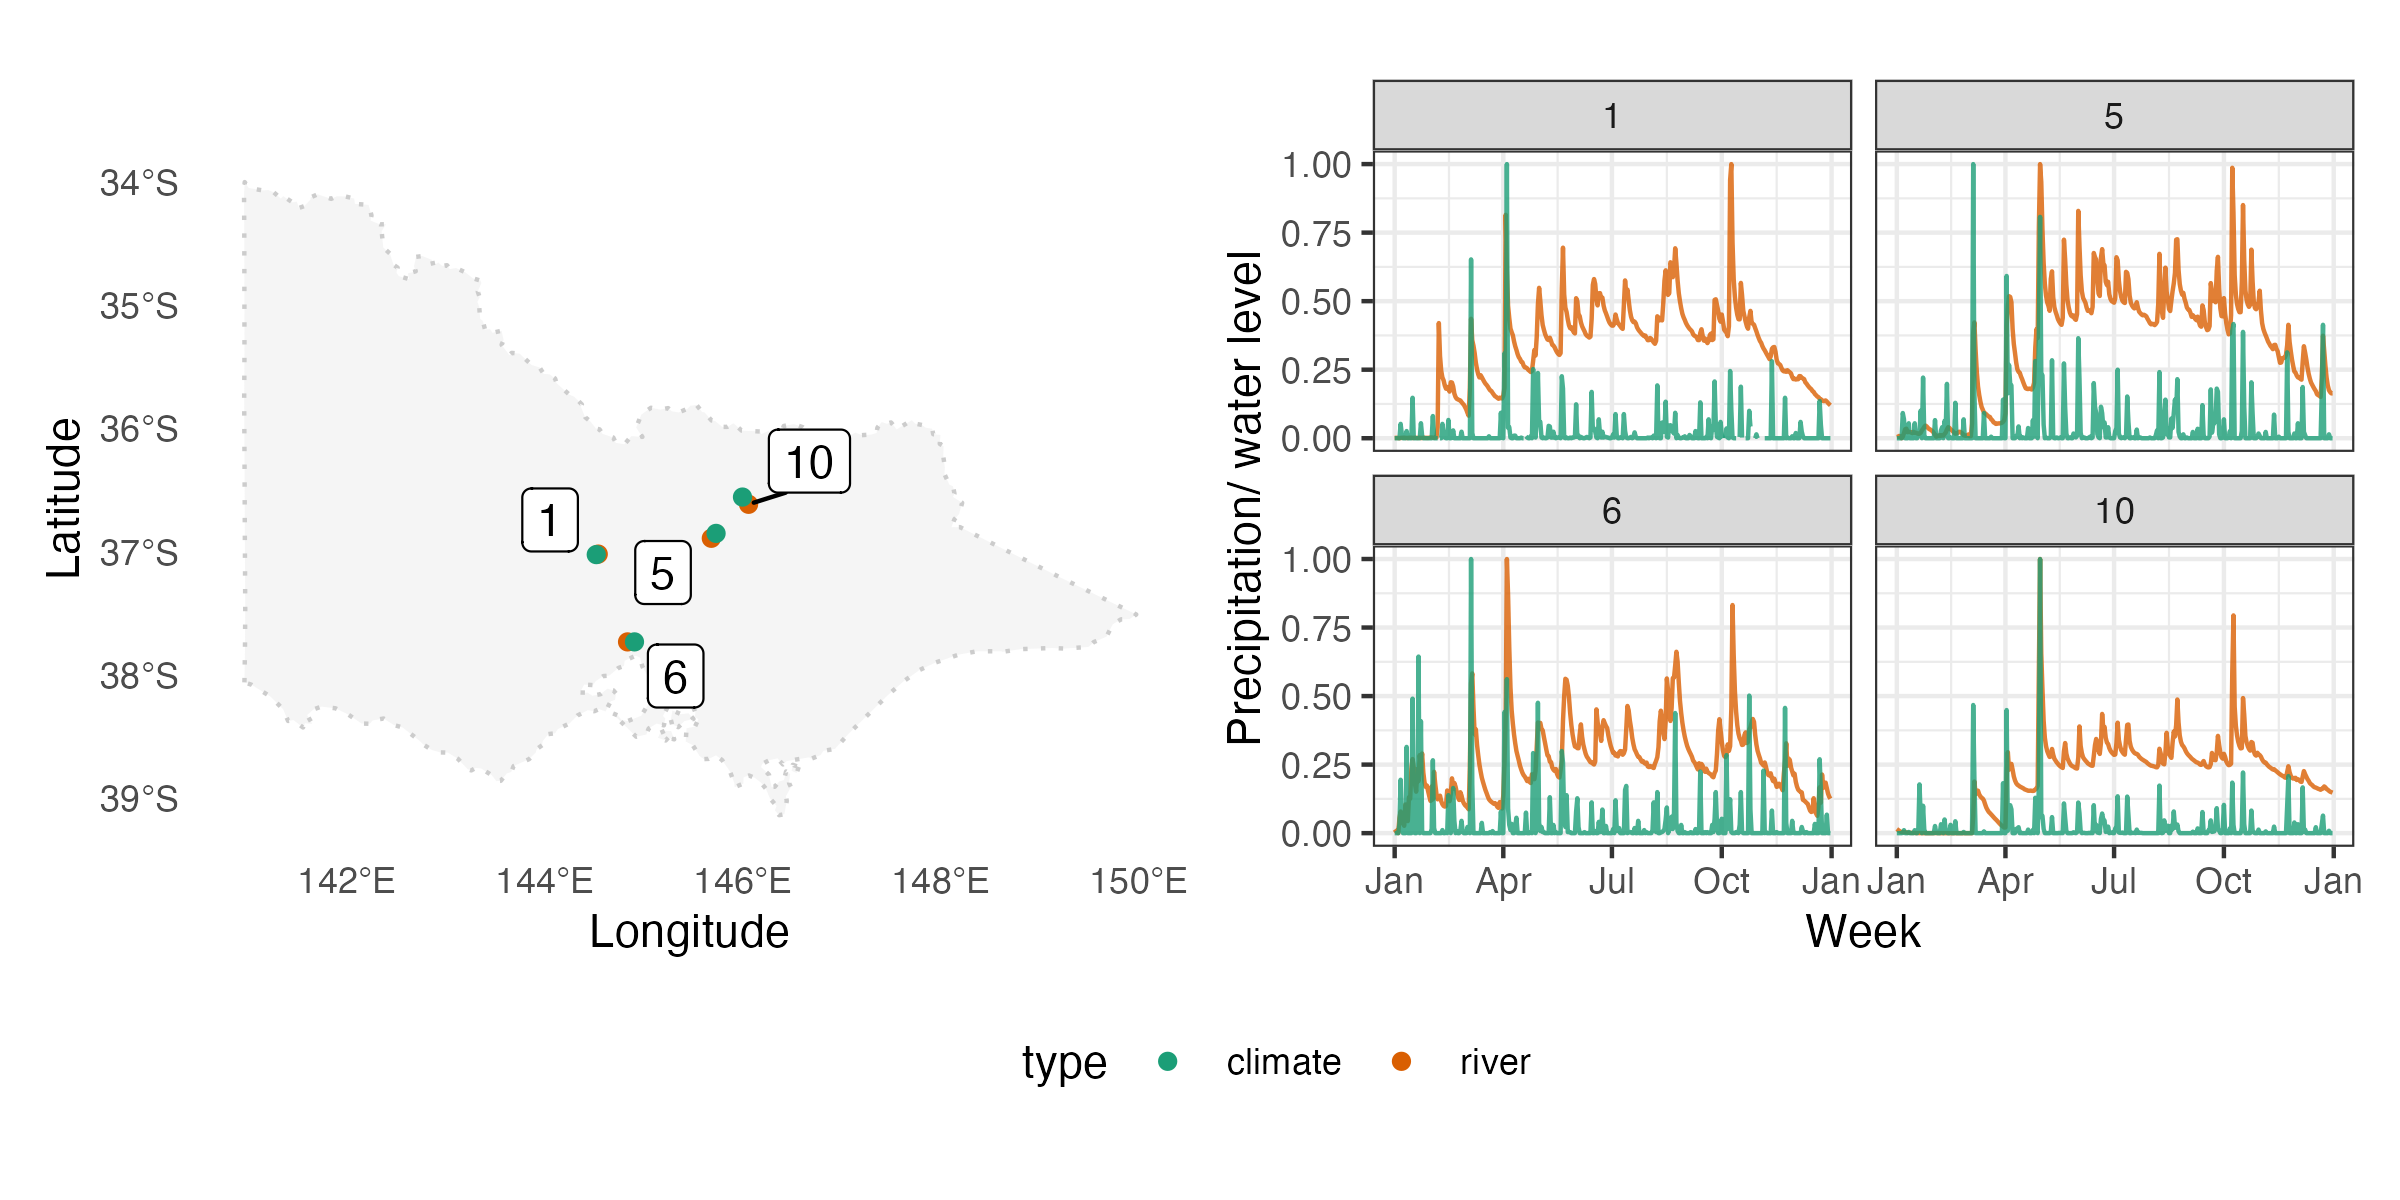 34°S
35°S
36°S
37°S
38°S
39°S
Latitude
142°E 144°E 146°E 148°E 150°E
Longitude
1
5
6
10
Precipitation/ water level
1 5
1.00
0.75
0.50
0.25
0.00
6 10
1.00
0.75
0.50
0.25
0.00
Jan Apr Jul Oct Jan Jan Apr Jul Oct Jan
Week
type climate river